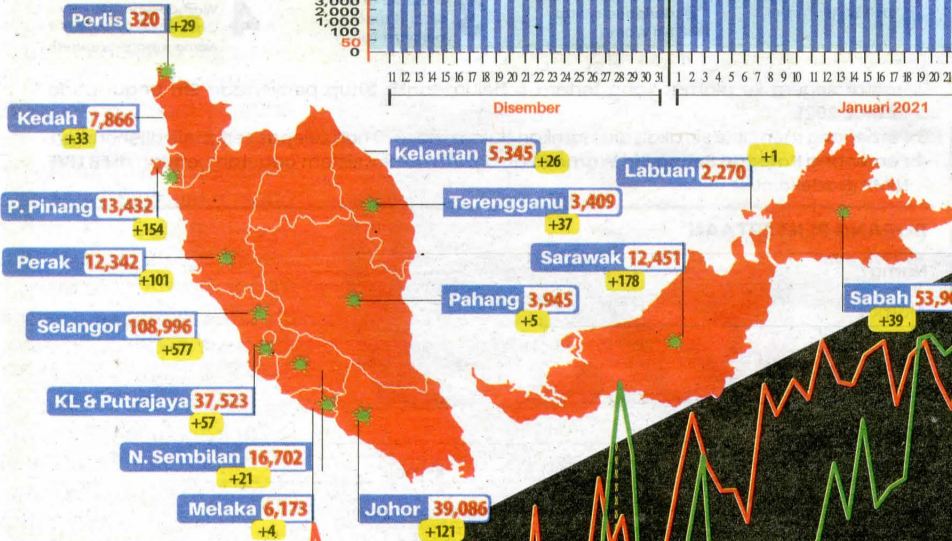 3,000
2,000
1,000
100
50
0
11 12 13 14 15 16 17 18 19 20 21 22 23 24 25 26 27 28 29 30 31 1 2 3 4 5 6 7 8 9 10 11 12 13 14 15 16 17 18 19 20 21
Disember
Januari 2021
Perlis 320
+29
Kedah 7,866
+33
P. Pinang 13,432
+154
Perak 12,342
+101
Selangor 108,996
+577
KL & Putrajaya 37,523
+57
N. Sembilan 16,702
+21
Melaka 6,173
+4
Johor 39,086
+121
Kelantan 5,345
+26
Terengganu 3,409
+37
Pahang 3,945
+5
Labuan 2,270
+1
Sarawak 12,451
+178
Sabah
+39